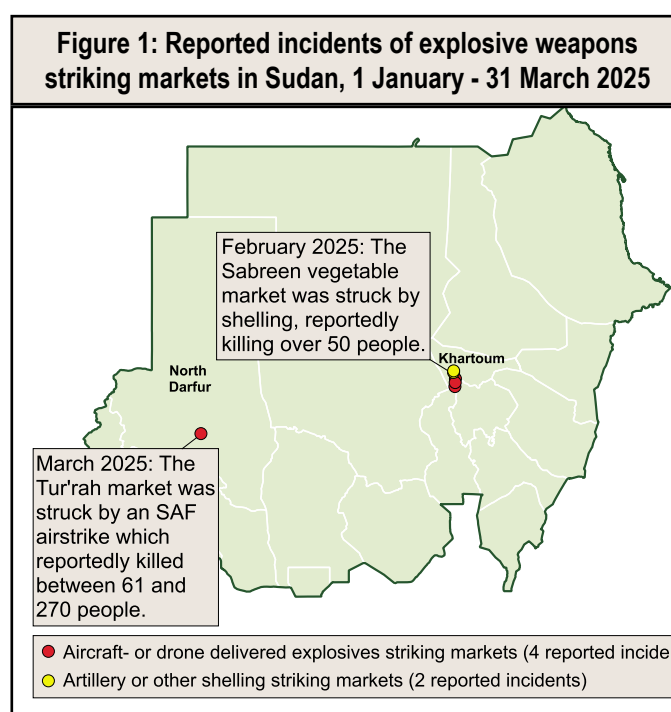 Figure 1: Reported incidents of explosive weapons
striking markets in Sudan, 1 January - 31 March 2025
February 2025: The
Sabreen vegetable
market was struck by
shelling, reportedly
killing over 50 people.
Khartoum
North
Darfur
March 2025: The
Tur'rah market was
struck by an SAF
airstrike which
reportedly killed
between 61 and
270 people.
Aircraft- or drone delivered explosives striking markets (4 reported incide
Artillery or other shelling striking markets (2 reported incidents)